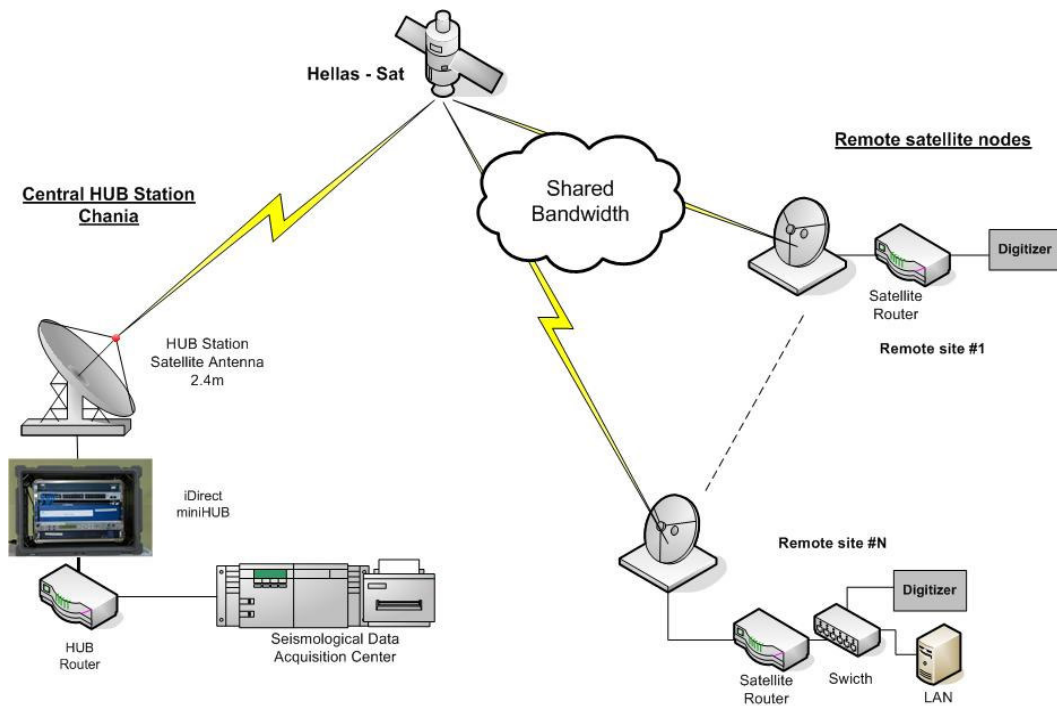 Hellas - Sat
Remote satellite nodes
Central HUB Station
Chania
Shared
Bandwidth
Digitizer
Satellite
Router
Remote site #1
HUB Station
Satellite Antenna
2.4m
iDirect
miniHUB
Remote site #N
Digitizer
HUB
Router
Seismological Data
Acquisition Center
Satellite
Router
Swicth
LAN